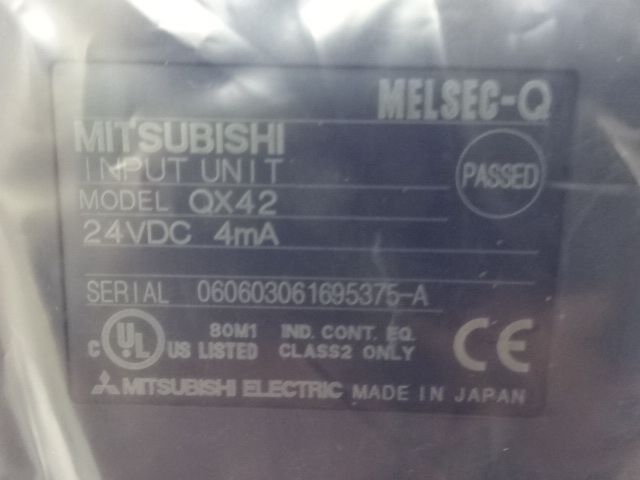 MELSEC-Q
MITSUBISHI
INPUT UNIT
PASSED
MODEL QX42
24VDC 4mA
SERIAL 060603061695375-A
C UL US LISTED 80M1 IND. CONT. EQ.
CLASS2 ONLY
CE
MITSUBISHI ELECTRIC MADE IN JAPAN